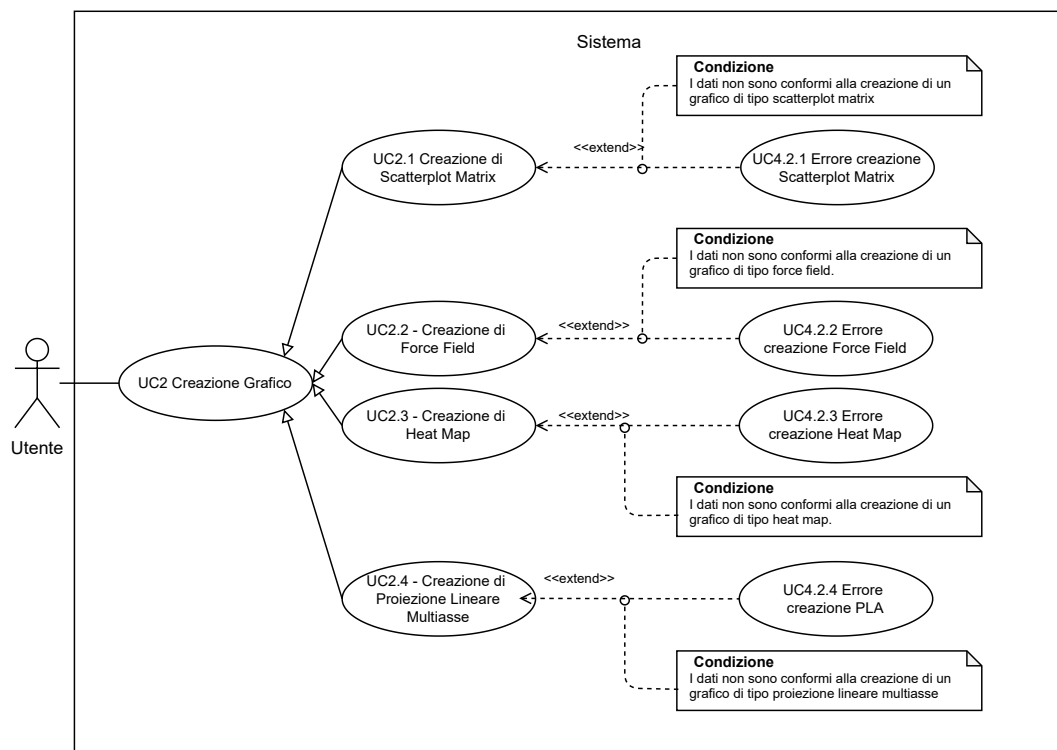 Sistema
Condizione
I dati non sono conformi alla creazione di un
grafico di tipo scatterplot matrix
<<extend>>
UC2.1 Creazione di
Scatterplot Matrix
UC4.2.1 Errore creazione
Scatterplot Matrix
Condizione
I dati non sono conformi alla creazione di un
grafico di tipo force field.
<<extend>>
UC2.2 - Creazione di
Force Field
UC4.2.2 Errore
creazione Force Field
UC2 Creazione Grafico
Utente
<<extend>>
UC2.3 - Creazione di
Heat Map
UC4.2.3 Errore
creazione Heat Map
Condizione
I dati non sono conformi alla creazione di un
grafico di tipo heat map.
<<extend>>
UC2.4 - Creazione di
Proiezione Lineare
Multiasse
UC4.2.4 Errore
creazione PLA
Condizione
I dati non sono conformi alla creazione di un
grafico di tipo proiezione lineare multiasse